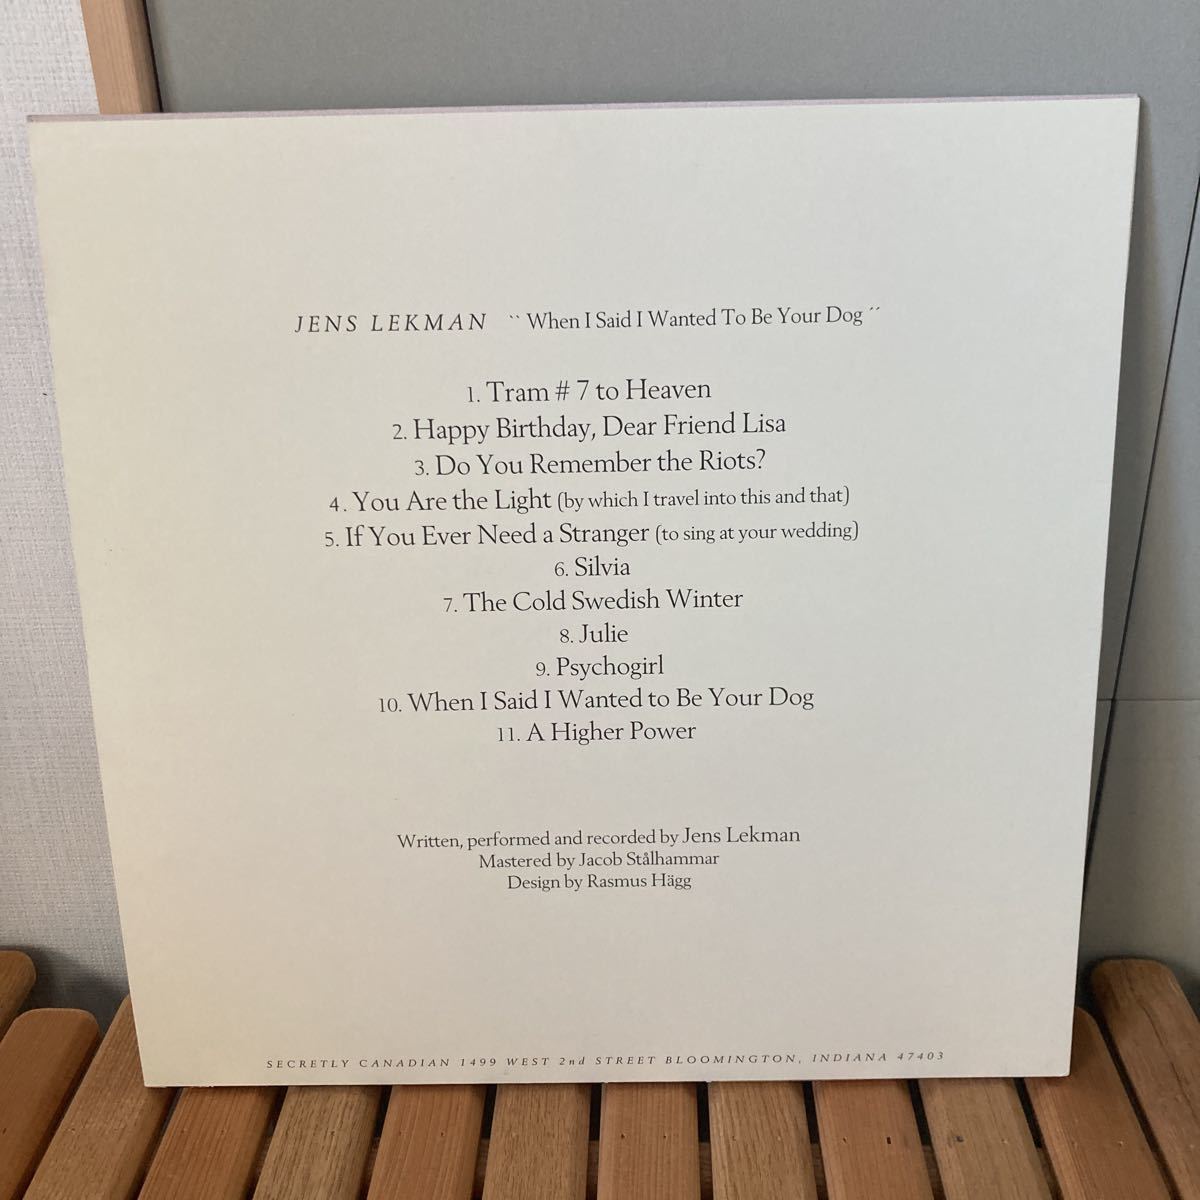 JENS LEKMAN `` When I Said I Wanted To Be Your Dog ´´
1. Tram # 7 to Heaven
2. Happy Birthday, Dear Friend Lisa
3. Do You Remember the Riots?
4. You Are the Light (by which I travel into this and that)
5. If You Ever Need a Stranger (to sing at your wedding)
6. Silvia
7. The Cold Swedish Winter
8. Julie
9. Psychogirl
10. When I Said I Wanted to Be Your Dog
11. A Higher Power
Written, performed and recorded by Jens Lekman
Mastered by Jacob Stålhammar
Design by Rasmus Hägg
SECRETLY CANADIAN 1499 WEST 2nd STREET BLOOMINGTON, INDIANA 47403